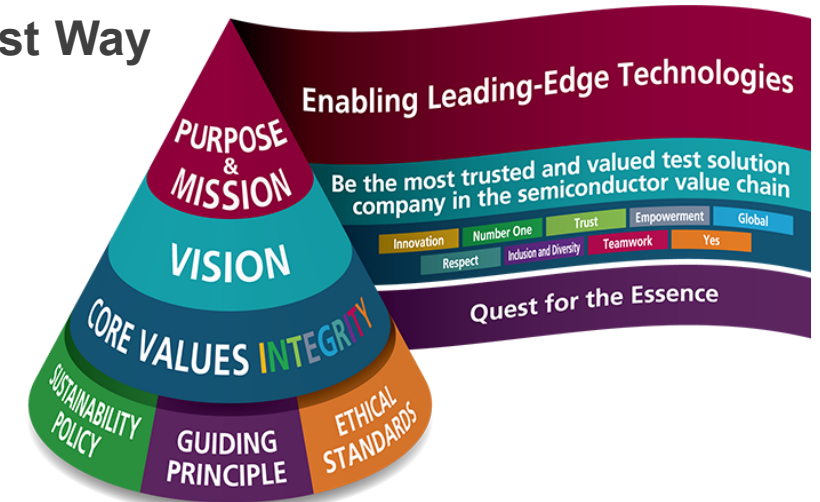 st Way
PURPOSE
&
MISSION
VISION
CORE VALUES INTEGRITY
SUSTAINABILITY
POLICY
GUIDING
PRINCIPLE
ETHICAL
STANDARDS
Enabling Leading-Edge Technologies
Be the most trusted and valued test solution
company in the semiconductor value chain
Innovation Number One Trust Empowerment Global
Respect Inclusion and Diversity Teamwork Yes
Quest for the Essence